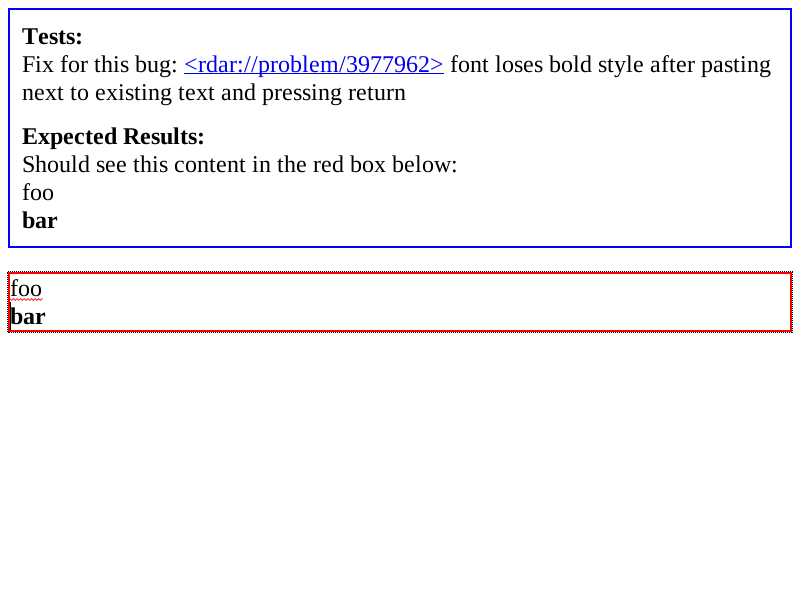 Tests:
Fix for this bug: <rdar://problem/3977962> font loses bold style after pasting
next to existing text and pressing return
Expected Results:
Should see this content in the red box below:
foo
bar
foo
bar